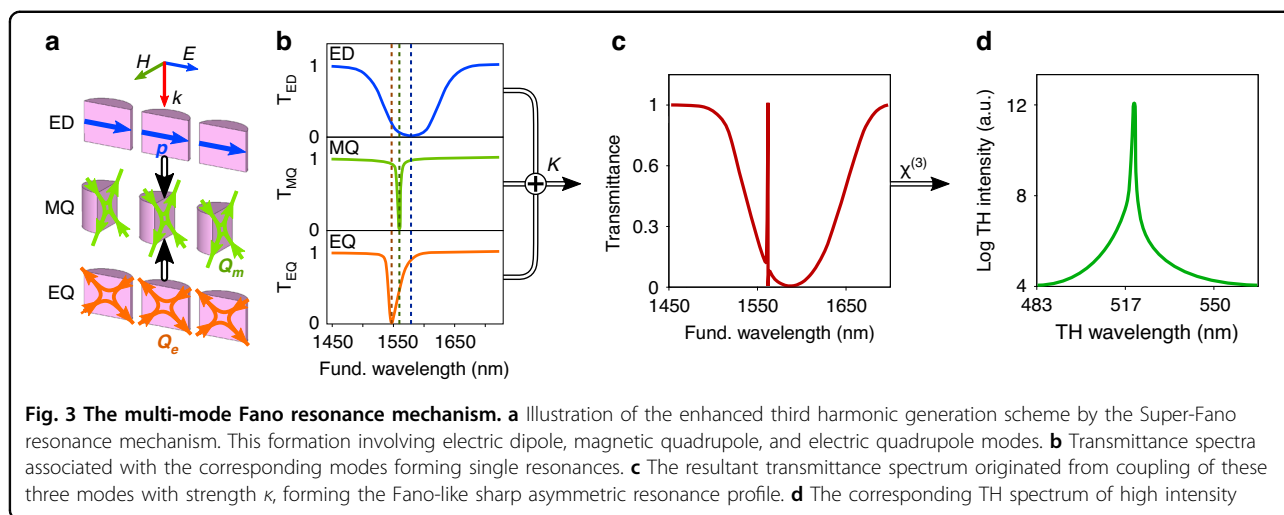 a
H
E
k
ED
p
MQ
Qm
EQ
Qe
b
ED
1
T_ED
0
MQ
1
T_MQ
EQ
1
T_EQ
0
1450 1550 1650
Fund. wavelength (nm)
K
c
1
0.6
0.3
0
Transmittance
1450 1550 1650
Fund. wavelength (nm)
χ(3)
d
12
8
4
Log TH intensity (a.u.)
483 517 550
TH wavelength (nm)
Fig. 3 The multi-mode Fano resonance mechanism. a Illustration of the enhanced third harmonic generation scheme by the Super-Fano
resonance mechanism. This formation involving electric dipole, magnetic quadrupole, and electric quadrupole modes. b Transmittance spectra
associated with the corresponding modes forming single resonances. c The resultant transmittance spectrum originated from coupling of these
three modes with strength κ, forming the Fano-like sharp asymmetric resonance profile. d The corresponding TH spectrum of high intensity